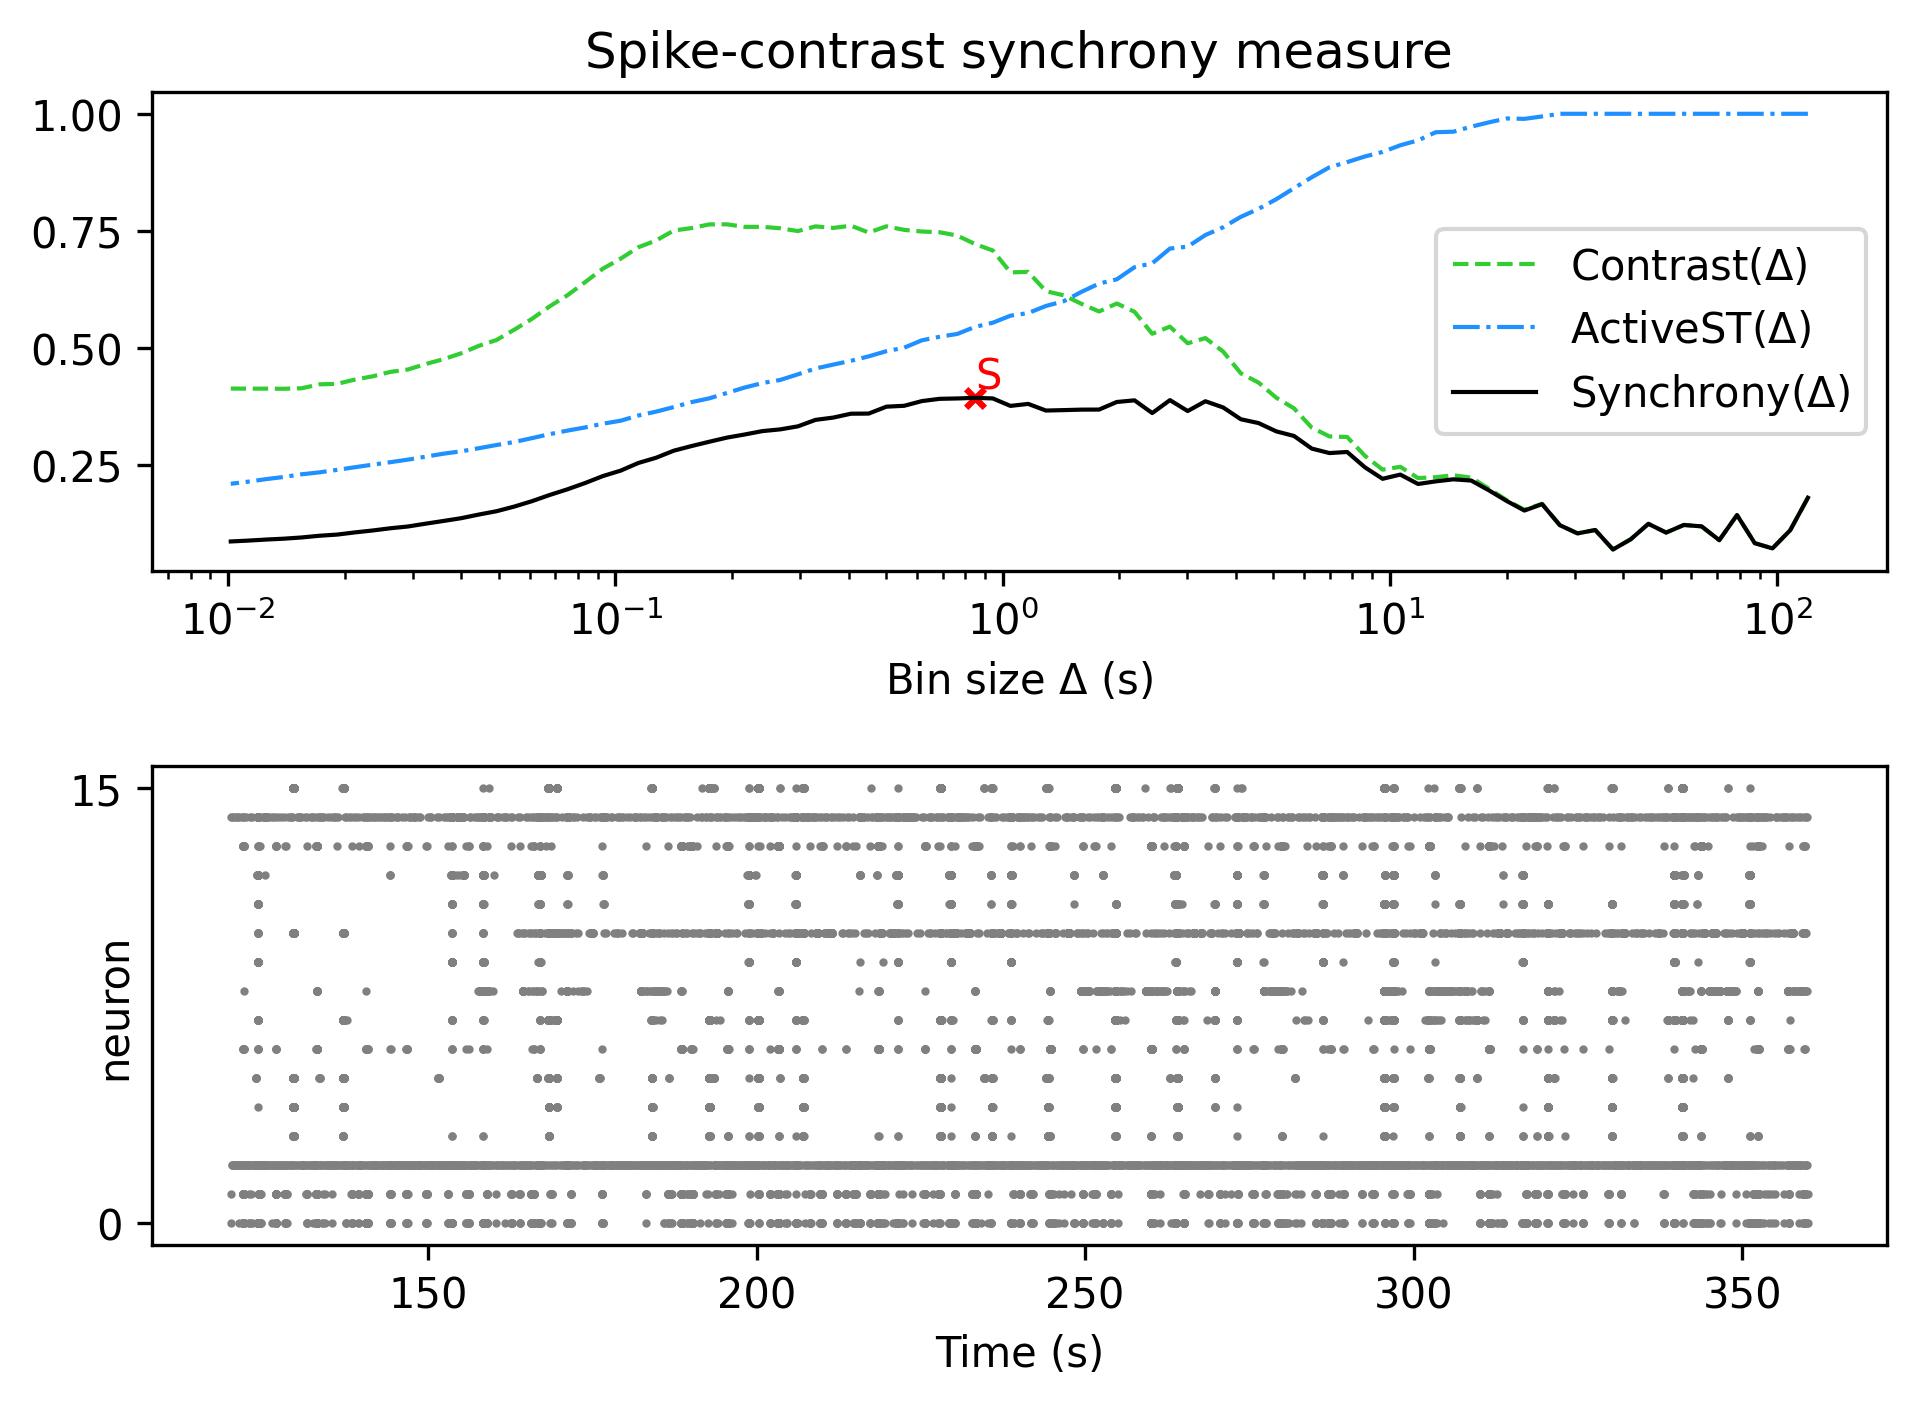 Spike-contrast synchrony measure
1.00
0.75
0.50
0.25
Contrast(Δ)
ActiveST(Δ)
Synchrony(Δ)
S
10⁻² 10⁻¹ 10⁰ 10¹ 10²
Bin size Δ (s)
15
0
neuron
150 200 250 300 350
Time (s)